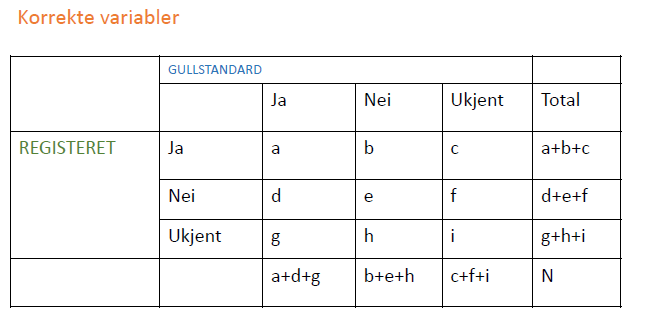 Korrekte variabler
GULLSTANDARD
Ja Nei Ukjent Total
REGISTERET Ja a b c a+b+c
Nei d e f d+e+f
Ukjent g h i g+h+i
a+d+g b+e+h c+f+i N